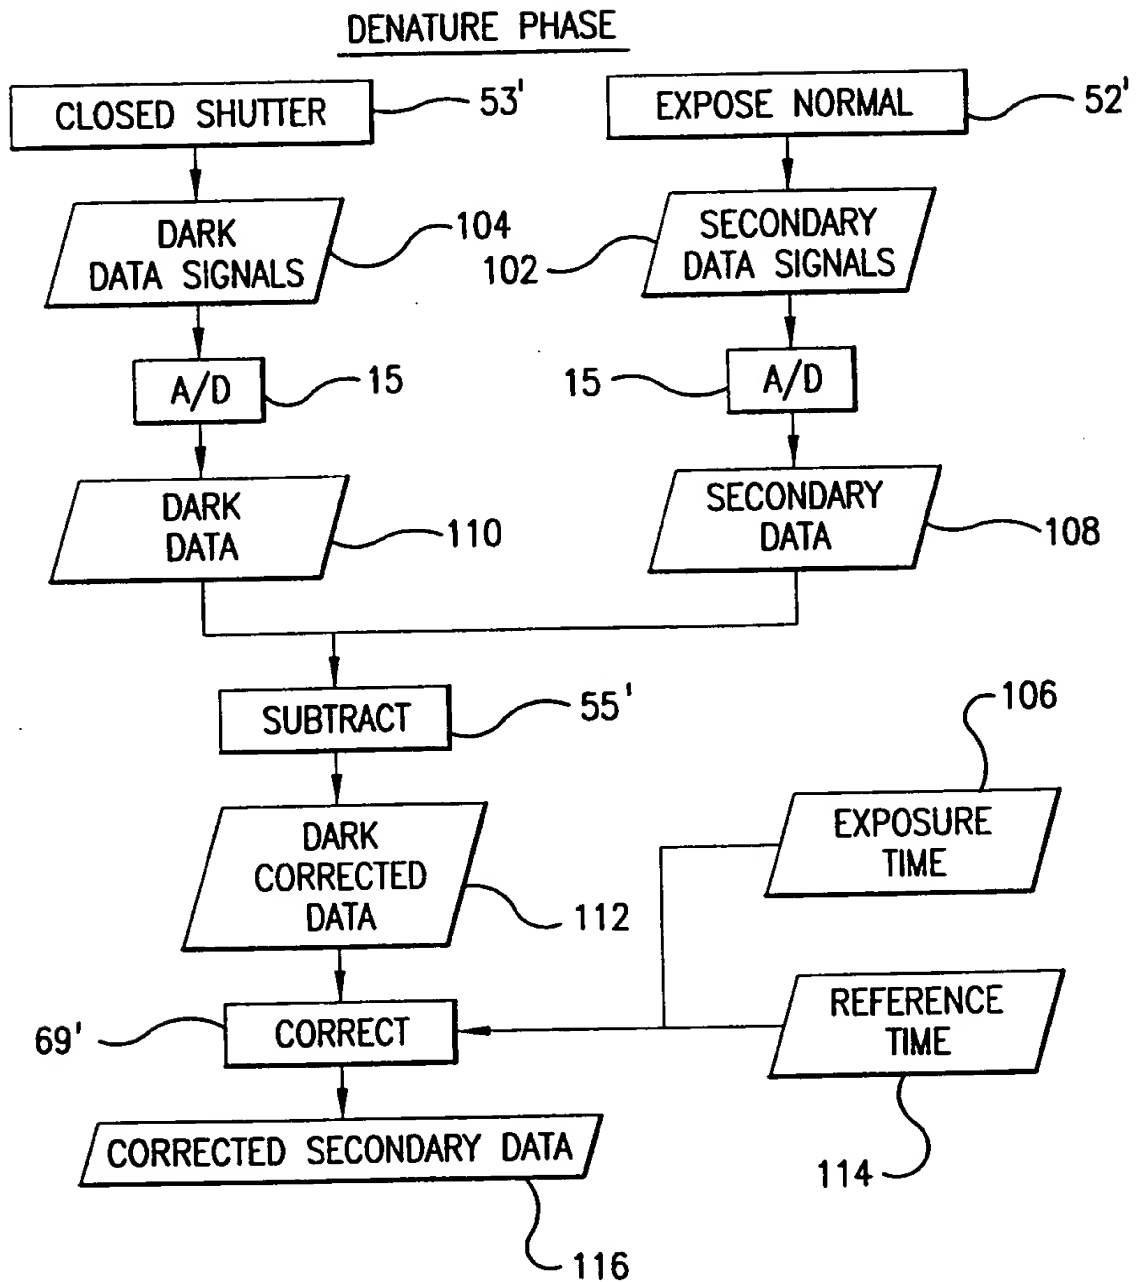 DENATURE PHASE
CLOSED SHUTTER
53'
EXPOSE NORMAL
52'
DARK
DATA SIGNALS
104
SECONDARY
DATA SIGNALS
102
A/D
15
15
A/D
DARK
DATA
110
SECONDARY
DATA
108
SUBTRACT
55'
106
EXPOSURE
TIME
DARK
CORRECTED
DATA
112
REFERENCE
TIME
69'
CORRECT
114
CORRECTED SECONDARY DATA
116